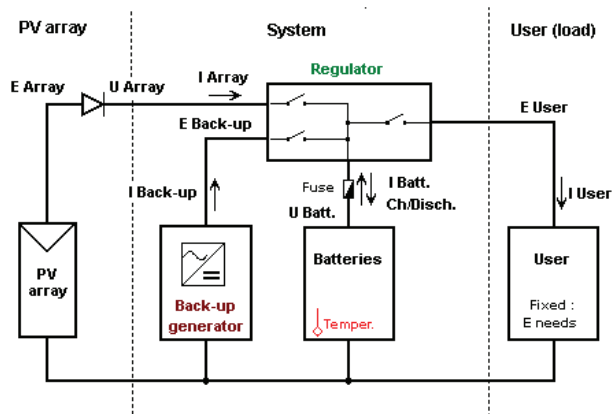 PV array
System
User (load)
E Array
U Array
I Array
Regulator
E Back-up
E User
I Back-up
Fuse
I Batt.
Ch/Disch.
U Batt.
I User
PV
array
Back-up
generator
Batteries
Temper.
User
Fixed :
E needs